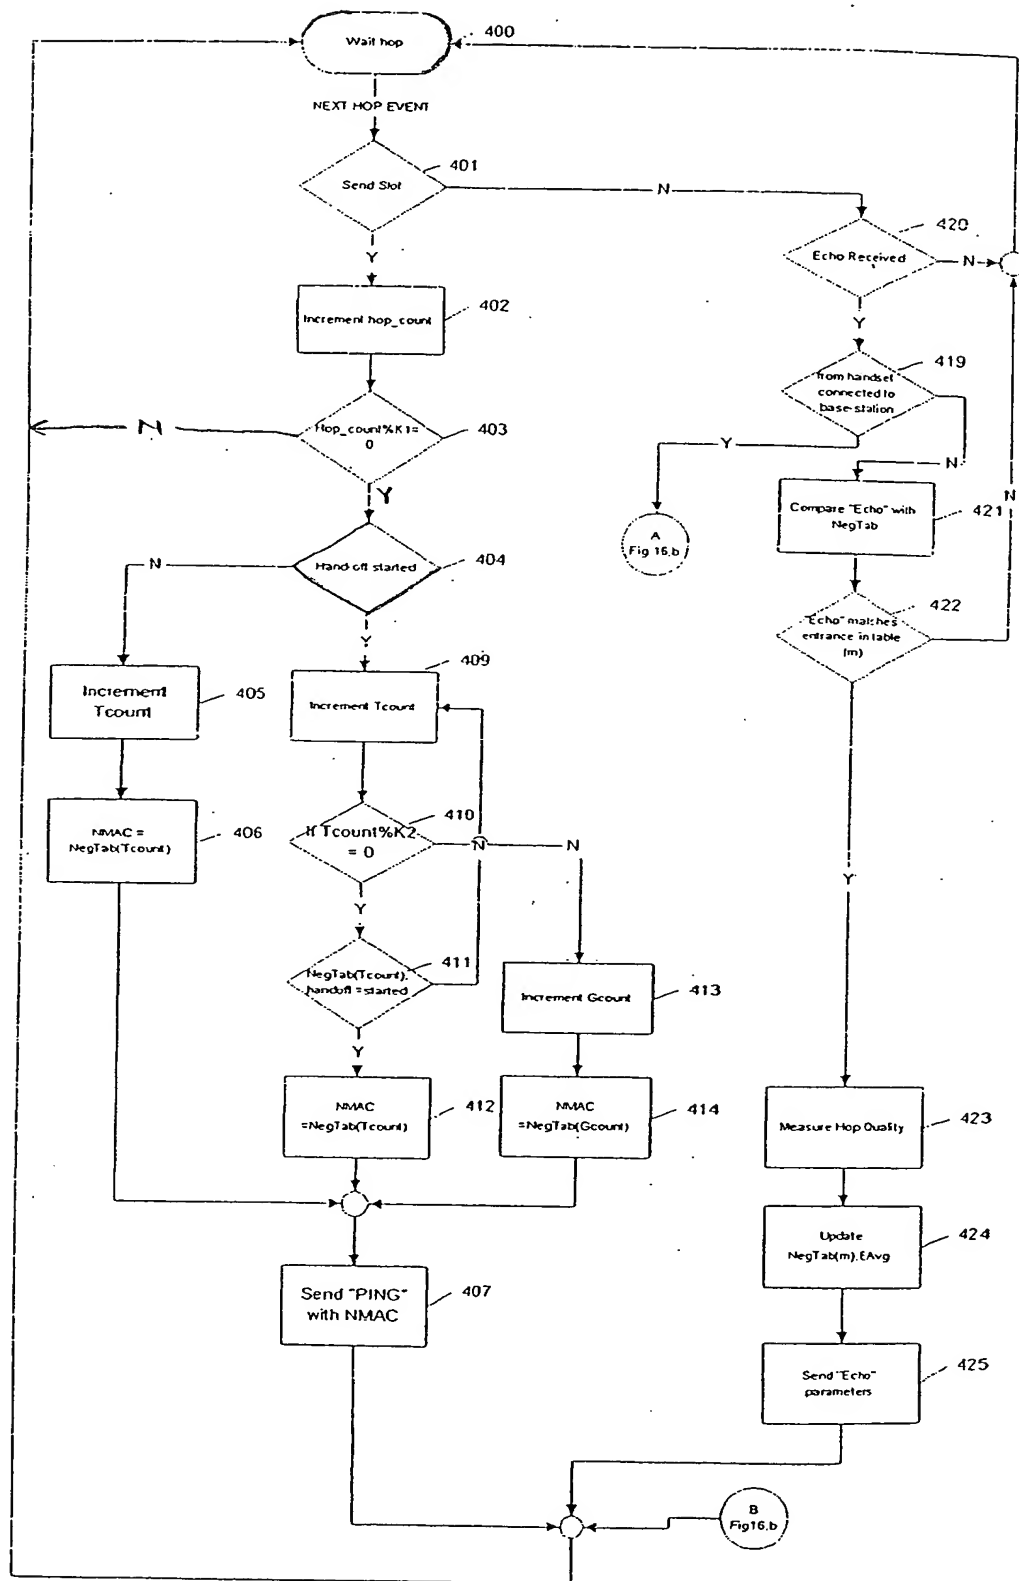 Wait hop
400
NEXT HOP EVENT
Send Slot
401
N
Y
420
Echo Received
N
Y
Increment hop_count
402
419
from handset
connected to
base-station
Y
N
Hop_count%K1=
0
403
N
Y
A
Fig 16,b
Compare "Echo" with
NegTab
421
N
Hand-off started
404
N
Y
422
"Echo" matches
entrance in table
(m)
Y
Increment
Tcount
405
409
Increment Tcount
NMAC =
NegTab(Tcount)
406
410
If Tcount%K2
= 0
N
N
Y
411
NegTab(Tcount).
handoff=started
Y
Increment Gcount
413
NMAC
=NegTab(Tcount)
412
NMAC
=NegTab(Gcount)
414
Measure Hop Quality
423
Update
NegTab(m).EAvg
424
Send "PING"
with NMAC
407
Send "Echo"
parameters
425
B
Fig16,b